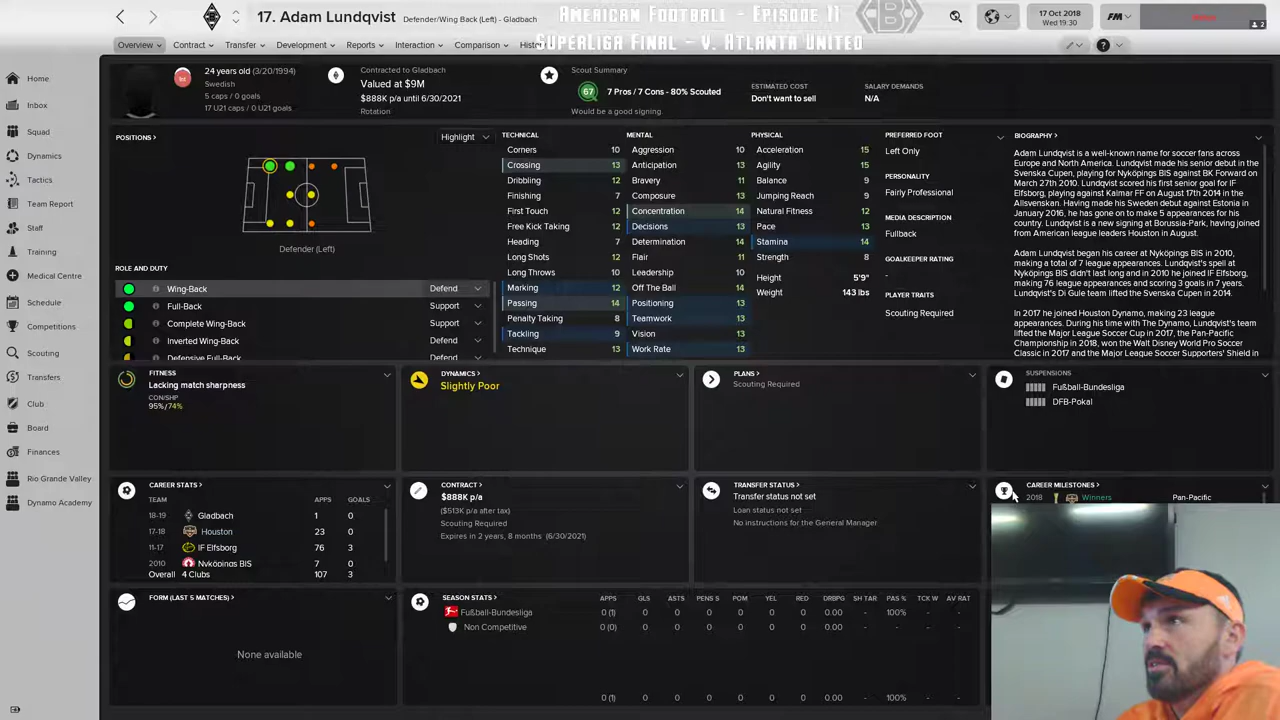 17. Adam Lundqvist
Defender/Wing Back (Left) - Gladbach
American Football - Episode 11
SuperLiga Final - v. Atlanta United
17 Oct 2018
Wed 19:30
FM
2
Overview
Contract
Transfer
Development
Reports
Interaction
Comparison
Home
Inbox
Squad
Dynamics
Tactics
Team Report
Staff
Training
Medical Centre
Schedule
Competitions
Scouting
Transfers
Club
Board
Finances
Rio Grande Valley
Dynamo Academy
24 years old (3/20/1994)
Swedish
5 caps / 0 goals
17 U21 caps / 0 U21 goals
Contracted to Gladbach
Valued at $9M
$888K p/a until 6/30/2021
Rotation
Scout Summary
67
7 Pros / 7 Cons - 80% Scouted
Would be a good signing.
ESTIMATED COST
Don't want to sell
SALARY DEMANDS
N/A
POSITIONS >
Highlight
Defender (Left)
ROLE AND DUTY
Wing-Back Defend
Full-Back Support
Complete Wing-Back Support
Inverted Wing-Back Defend
Defensive Full-Back Defend
TECHNICAL
Corners 10
Crossing 13
Dribbling 12
Finishing 7
First Touch 12
Free Kick Taking 12
Heading 7
Long Shots 12
Long Throws 10
Marking 12
Passing 14
Penalty Taking 8
Tackling 9
Technique 13
MENTAL
Aggression 10
Anticipation 13
Bravery 11
Composure 13
Concentration 14
Decisions 13
Determination 14
Flair 11
Leadership 10
Off The Ball 14
Positioning 13
Teamwork 13
Vision 13
Work Rate 13
PHYSICAL
Acceleration 15
Agility 15
Balance 9
Jumping Reach 9
Natural Fitness 12
Pace 13
Stamina 14
Strength 8
Height 5'9"
Weight 143 lbs
PREFERRED FOOT
Left Only
PERSONALITY
Fairly Professional
MEDIA DESCRIPTION
Fullback
GOALKEEPER RATING
-
PLAYER TRAITS
Scouting Required
BIOGRAPHY >
Adam Lundqvist is a well-known name for soccer fans across
Europe and North America. Lundqvist made his senior debut in the
Svenska Cupen, playing for Nyköpings BIS against BK Forward on
March 27th 2010. Lundqvist scored his first senior goal for IF
Elfsborg, playing against Kalmar FF on August 17th 2014 in the
Allsvenskan. Having made his Sweden debut against Estonia in
January 2016, he has gone on to make 5 appearances for his
country. Lundqvist is a new signing at Borussia-Park, having
joined from American league leaders Houston in August.
Adam Lundqvist began his career at Nyköpings BIS in 2010,
making a total of 7 league appearances. Lundqvist's spell at
Nyköpings BIS didn't last long and in 2010 he joined IF Elfsborg,
making 76 league appearances and scoring 3 goals in 7 years.
Lundqvist's Di Gule team lifted the Svenska Cupen in 2014.
In 2017 he joined Houston Dynamo, making 23 league
appearances. During his time with The Dynamo, Lundqvist's team
lifted the Major League Soccer Cup in 2017, the Pan-Pacific
Championship in 2018, won the Walt Disney World Pro Soccer
Classic in 2017 and the Major League Soccer Supporters' Shield in
FITNESS
Lacking match sharpness
CON/SHP
95%/74%
DYNAMICS >
Slightly Poor
PLANS >
Scouting Required
SUSPENSIONS
Fußball-Bundesliga
DFB-Pokal
CAREER STATS >
TEAM APPS GOALS
18-19 Gladbach 1 0
17-18 Houston 23 0
11-17 IF Elfsborg 76 3
2010 Nyköpings BIS 7 0
Overall 4 Clubs 107 3
CONTRACT >
$888K p/a
($513K p/a after tax)
Scouting Required
Expires in 2 years, 8 months (6/30/2021)
TRANSFER STATUS >
Transfer status not set
Loan status not set
No instructions for the General Manager
CAREER MILESTONES >
2018 Winners Pan-Pacific
FORM (LAST 5 MATCHES) >
None available
SEASON STATS >
APPS GLS ASTS PENS S POM YEL RED DRBPG SH TAR PAS % TCK W AV RAT
Fußball-Bundesliga 0 (1) 0 0 0 0 0 0 0.00 - 100% - -
Non Competitive 0 (0) 0 0 0 0 0 0 0.00 - - - -
0 (1) 0 0 0 0 0 0 0.00 - 100% - -